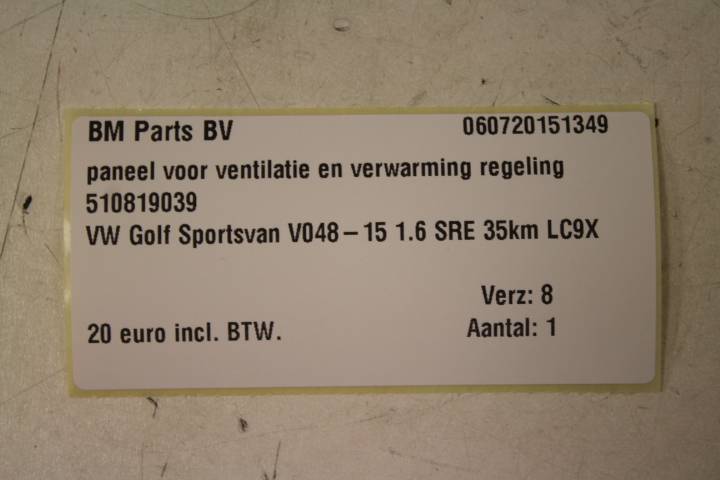 BM Parts BV 060720151349
paneel voor ventilatie en verwarming regeling
510819039
VW Golf Sportsvan V048 – 15 1.6 SRE 35km LC9X
Verz: 8
20 euro incl. BTW. Aantal: 1